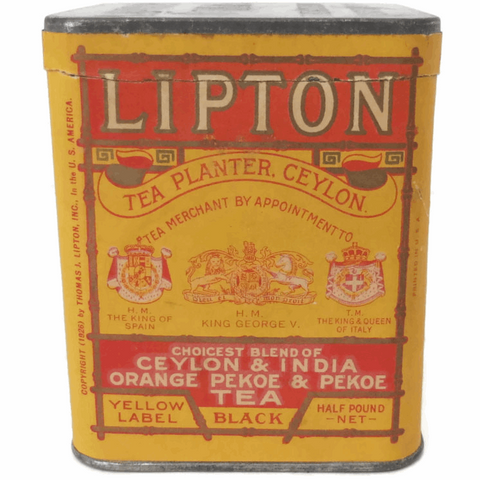 LIPTON
TEA PLANTER, CEYLON.
TEA MERCHANT BY APPOINTMENT TO
H. M.
THE KING OF
SPAIN
H. M.
KING GEORGE V.
T. M.
THE KING & QUEEN
OF ITALY
CHOICEST BLEND OF
CEYLON & INDIA
ORANGE PEKOE & PEKOE
TEA
YELLOW
LABEL
BLACK
HALF POUND
-NET-
COPYRIGHT (1926) by THOMAS J. LIPTON, INC., in the U. S. AMERICA.
PRINTED IN U. S. A.